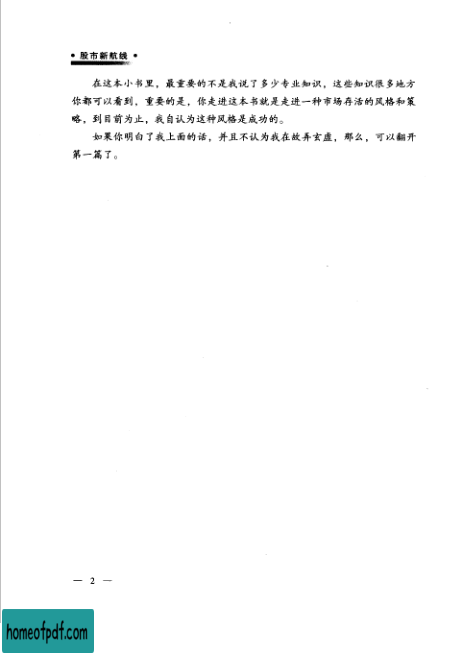 • 股市新航线 •
在这本小书里，最重要的不是我说了多少专业知识，这些知识很多地方
你都可以看到，重要的是，你走进这本书就是走进一种市场存活的风格和策
略，到目前为止，我自认为这种风格是成功的。
如果你明白了我上面的话，并且不认为我在故弄玄虚，那么，可以翻开
第一篇了。
— 2 —
homeofpdf.com